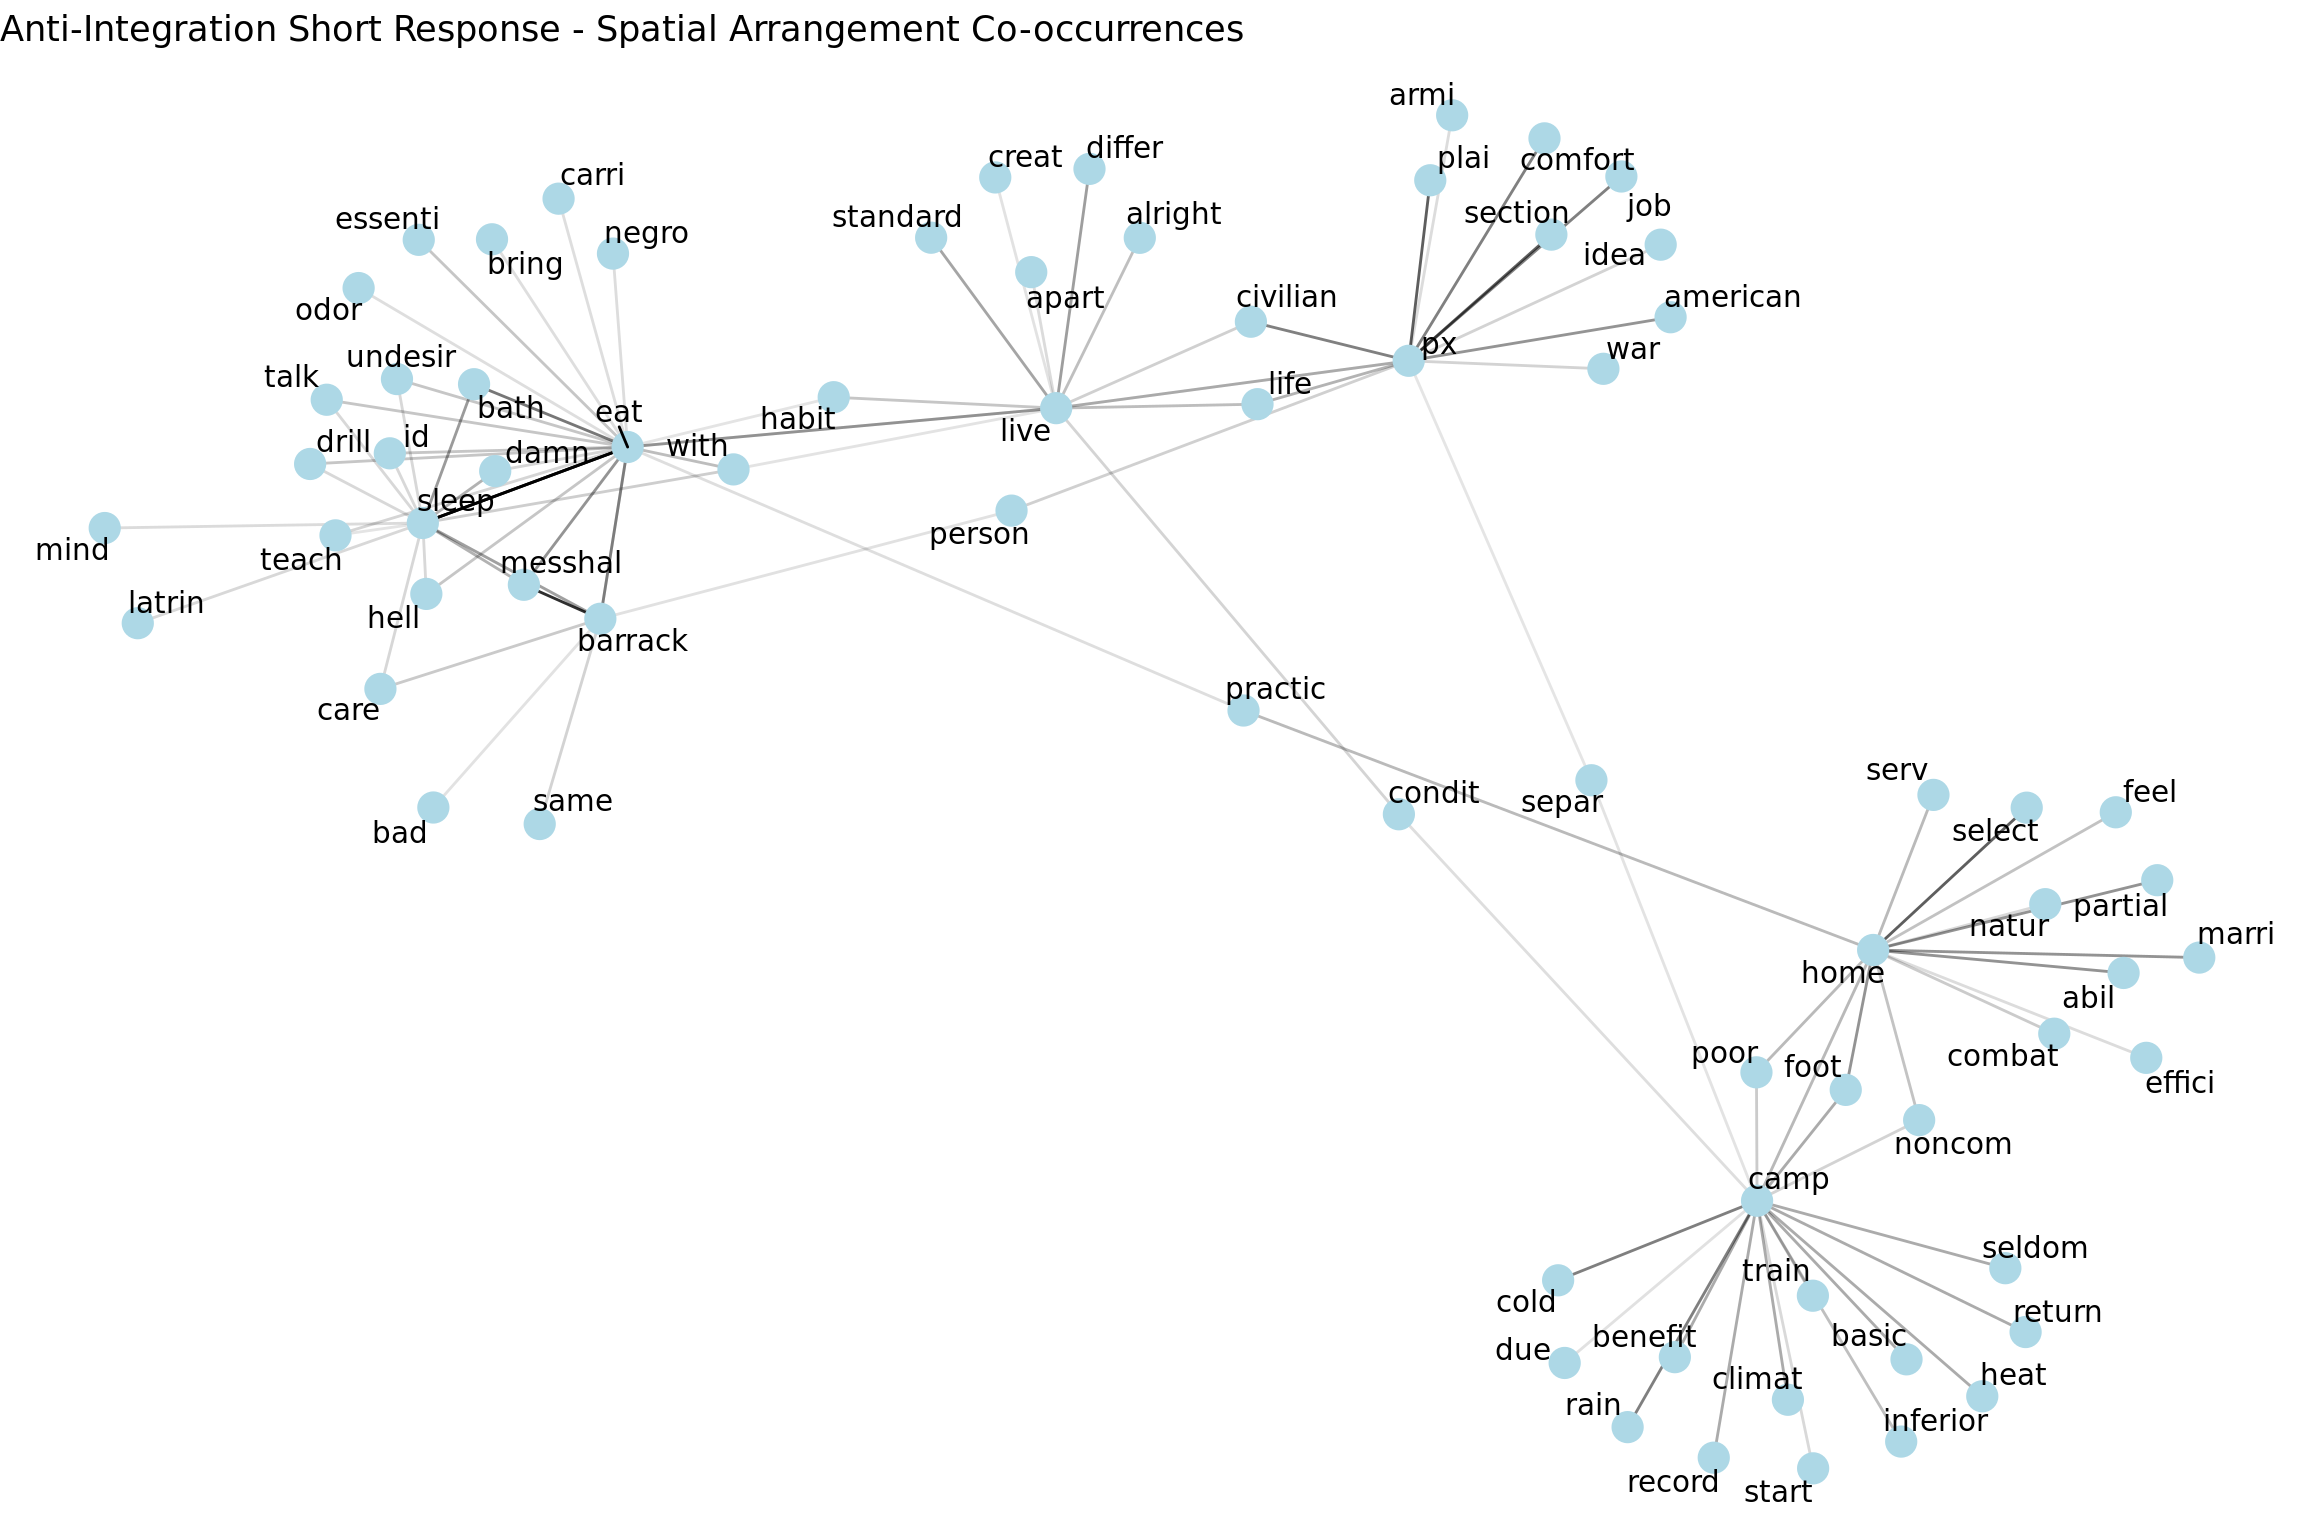 Anti-Integration Short Response - Spatial Arrangement Co-occurrences
armi
differ
creat
plai
comfort
carri
job
essenti
standard
alright
section
negro
idea
bring
civilian
american
apart
odor
px
war
undesir
talk
life
bath
eat
habit
live
drill
id
with
damn
sleep
person
mind
teach
messhal
latrin
hell
barrack
practic
care
serv
feel
condit
same
separ
bad
select
partial
natur
marri
home
abil
poor
combat
foot
effici
noncom
camp
seldom
train
cold
return
benefit
basic
due
climat
heat
rain
inferior
record
start